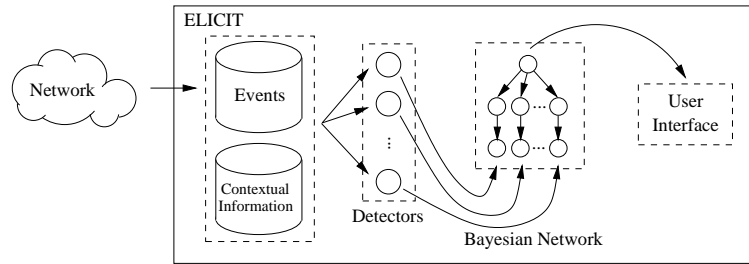 ELICIT
Network
Events
Contextual
Information
...
Detectors
...
...
Bayesian Network
User
Interface